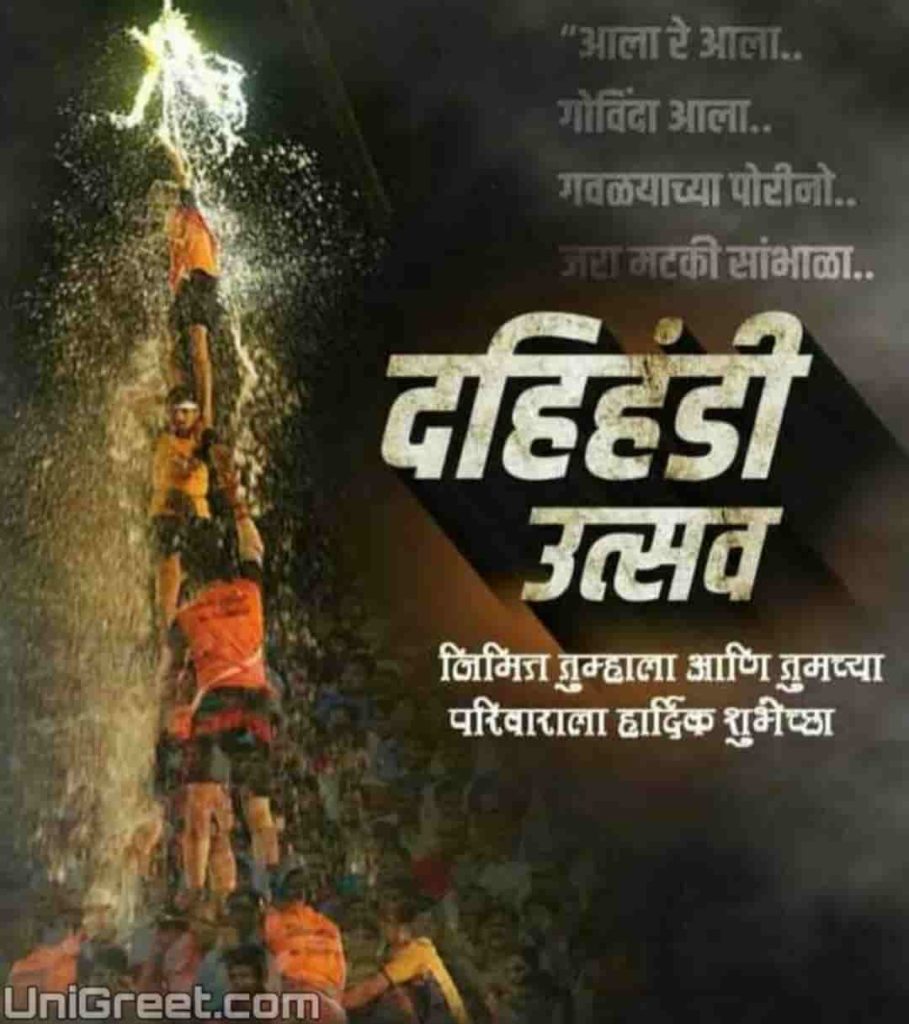 “आला रे आला..
गोविंदा आला..
गवळयाच्या पोरीनो..
जरा मटकी सांभाळा..
दहिहंडी
उत्सव
निमित्त तुम्हाला आणि तुमच्या
परिवाराला हार्दिक शुभेच्छा
UniGreet.com